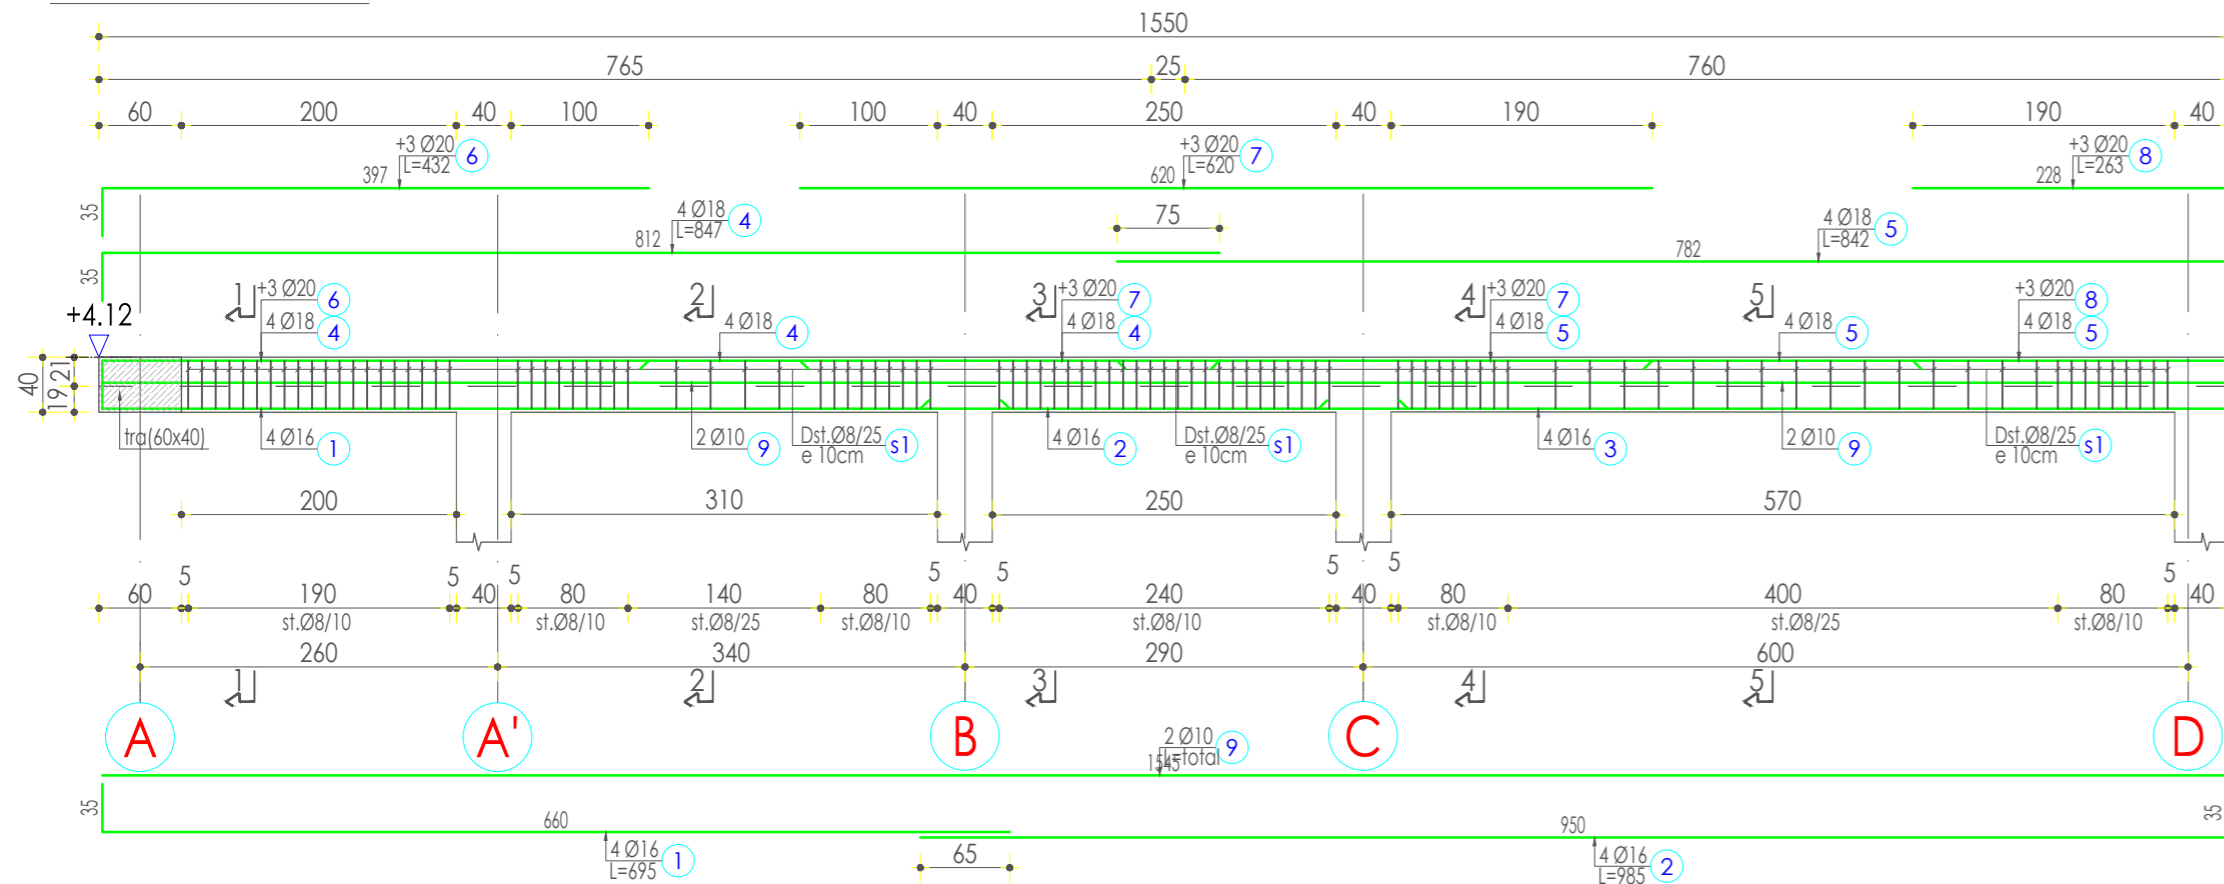 1550
765 25 760
60 200 40 100 100 40 250 40 190 190 40
+3 Ø20 6 +3 Ø20 7 +3 Ø20 8
L=432 L=620 L=263
397 620 228
35
4 Ø18 4 75 4 Ø18 5
L=847 L=842
812 782
35
1 +3 Ø20 6 2 3 +3 Ø20 7 4 +3 Ø20 7 5 +3 Ø20 8
+4.12
4 Ø18 4 4 Ø18 4 4 Ø18 4 4 Ø18 5 4 Ø18 5 4 Ø18 5
40 19 21
tra(60x40) 4 Ø16 1 2 Ø10 9 Dst.Ø8/25 s1 4 Ø16 2 Dst.Ø8/25 s1 4 Ø16 3 2 Ø10 9 Dst.Ø8/25 s1
e 10cm e 10cm e 10cm
200 310 250 570
5 5 5 5 5 5 5 5
60 190 40 80 140 80 40 240 40 80 400 80 40
st.Ø8/10 st.Ø8/10 st.Ø8/25 st.Ø8/10 st.Ø8/10 st.Ø8/10 st.Ø8/25 st.Ø8/10
260 340 290 600
1 2 3 4 5
A A' B C D
2 Ø10 9
L=total
1545
35 35
660 950
4 Ø16 1 65 4 Ø16 2
L=695 L=985